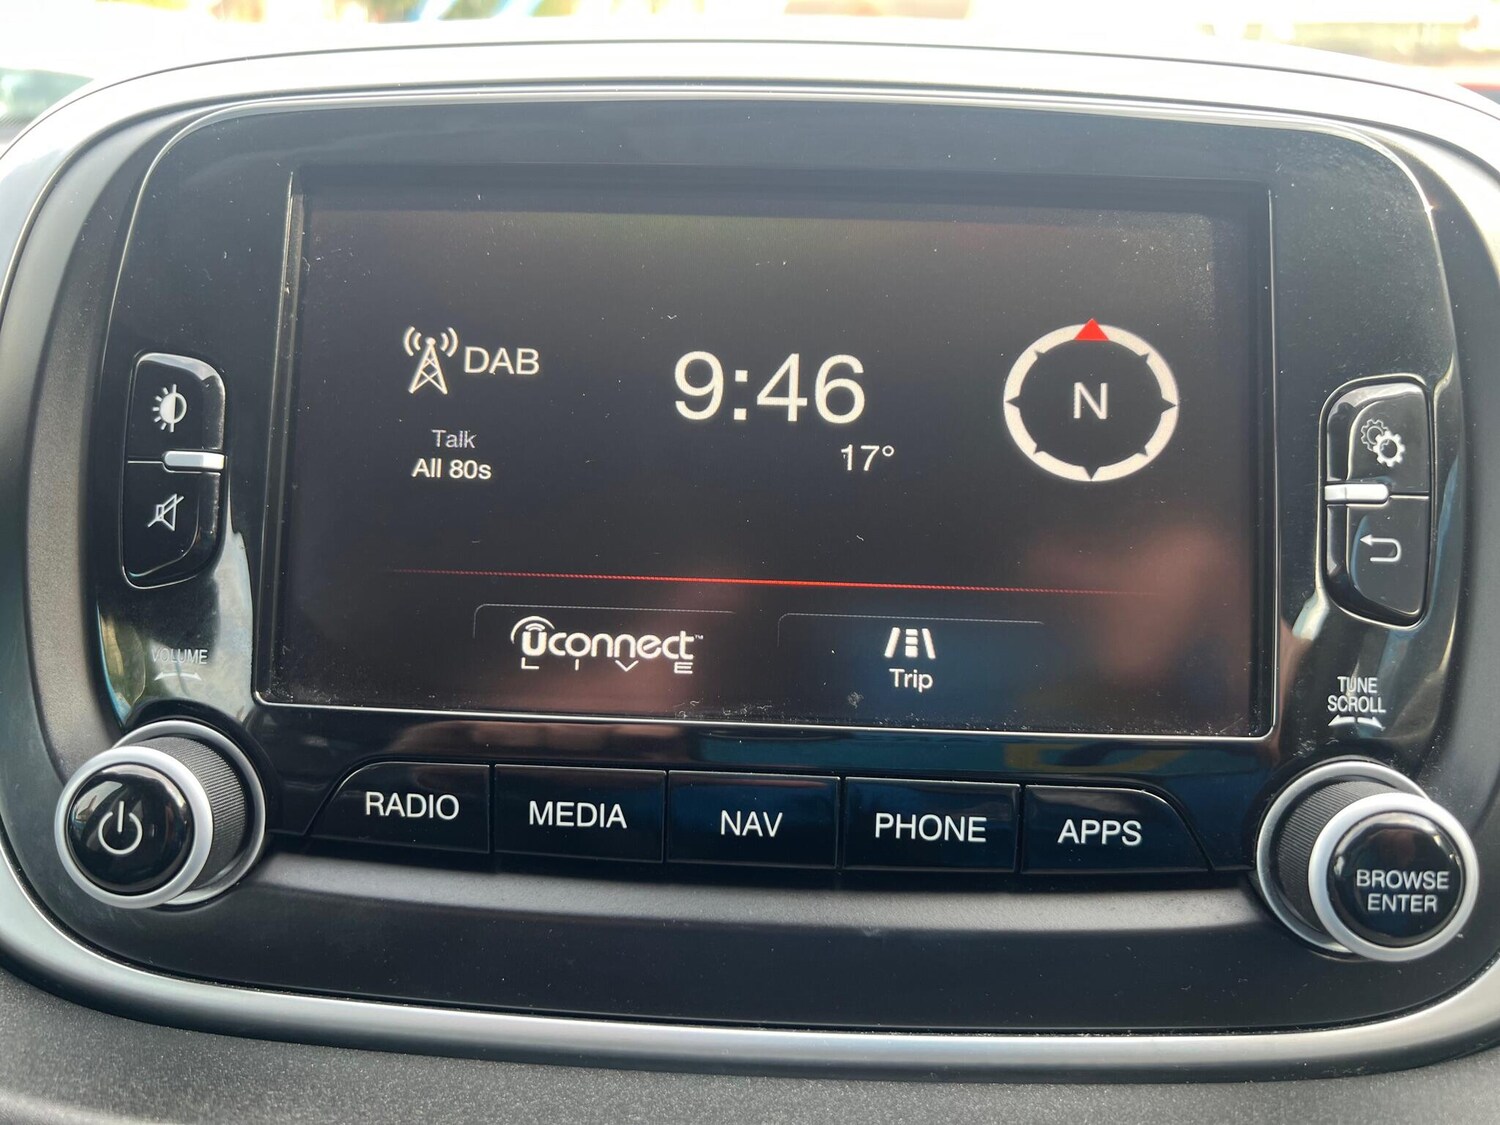 DAB
Talk
All 80s
9:46
17°
N
Uconnect™
LIVE
Trip
VOLUME
TUNE
SCROLL
RADIO
MEDIA
NAV
PHONE
APPS
BROWSE
ENTER